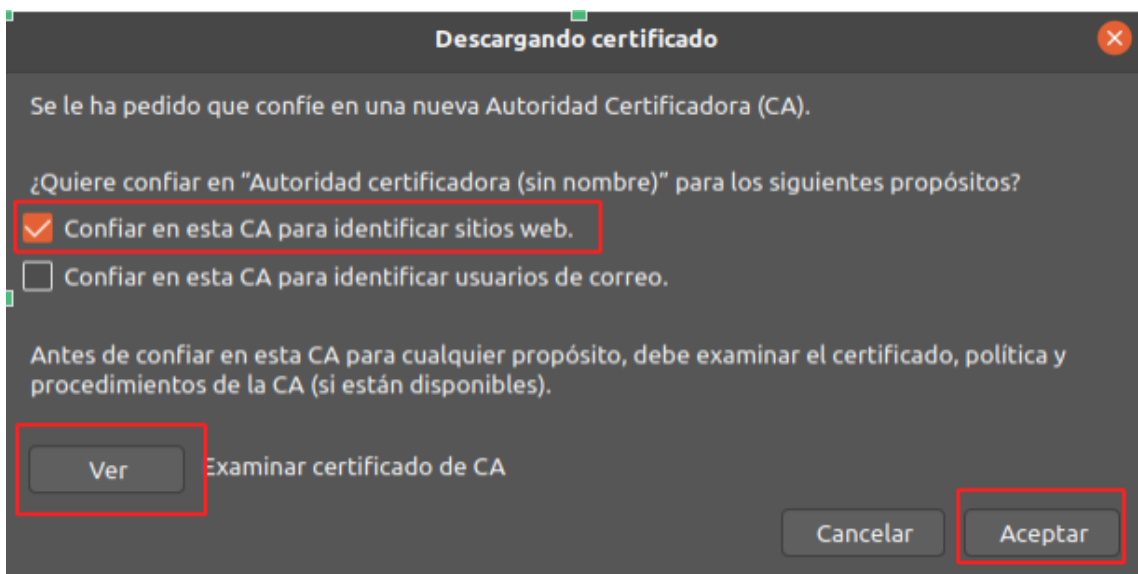 Descargando certificado
Se le ha pedido que confíe en una nueva Autoridad Certificadora (CA).
¿Quiere confiar en “Autoridad certificadora (sin nombre)” para los siguientes propósitos?
Confiar en esta CA para identificar sitios web.
Confiar en esta CA para identificar usuarios de correo.
Antes de confiar en esta CA para cualquier propósito, debe examinar el certificado, política y
procedimientos de la CA (si están disponibles).
Ver Examinar certificado de CA
Cancelar Aceptar